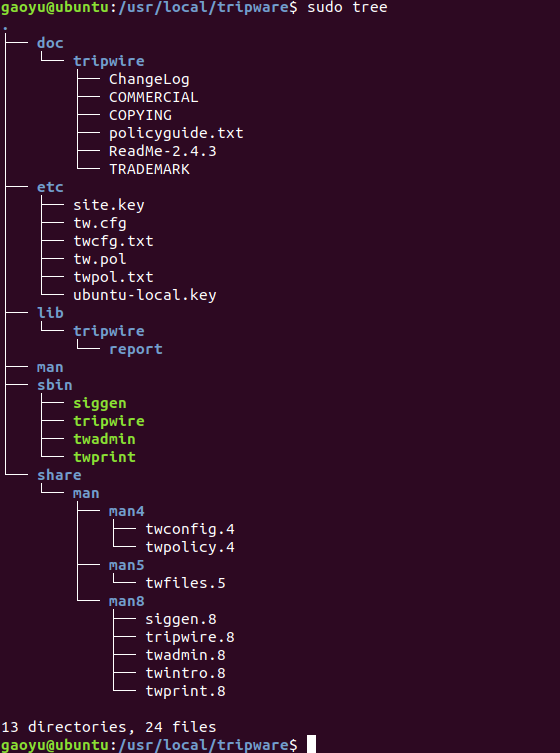 gaoyu@ubuntu:/usr/local/tripware$ sudo tree
.
├── doc
│   └── tripwire
│       ├── ChangeLog
│       ├── COMMERCIAL
│       ├── COPYING
│       ├── policyguide.txt
│       ├── ReadMe-2.4.3
│       └── TRADEMARK
├── etc
│   ├── site.key
│   ├── tw.cfg
│   ├── twcfg.txt
│   ├── tw.pol
│   ├── twpol.txt
│   └── ubuntu-local.key
├── lib
│   └── tripwire
│       └── report
├── man
├── sbin
│   ├── siggen
│   ├── tripwire
│   ├── twadmin
│   └── twprint
└── share
    └── man
        ├── man4
        │   ├── twconfig.4
        │   └── twpolicy.4
        ├── man5
        │   └── twfiles.5
        └── man8
            ├── siggen.8
            ├── tripwire.8
            ├── twadmin.8
            ├── twintro.8
            └── twprint.8

13 directories, 24 files
gaoyu@ubuntu:/usr/local/tripware$